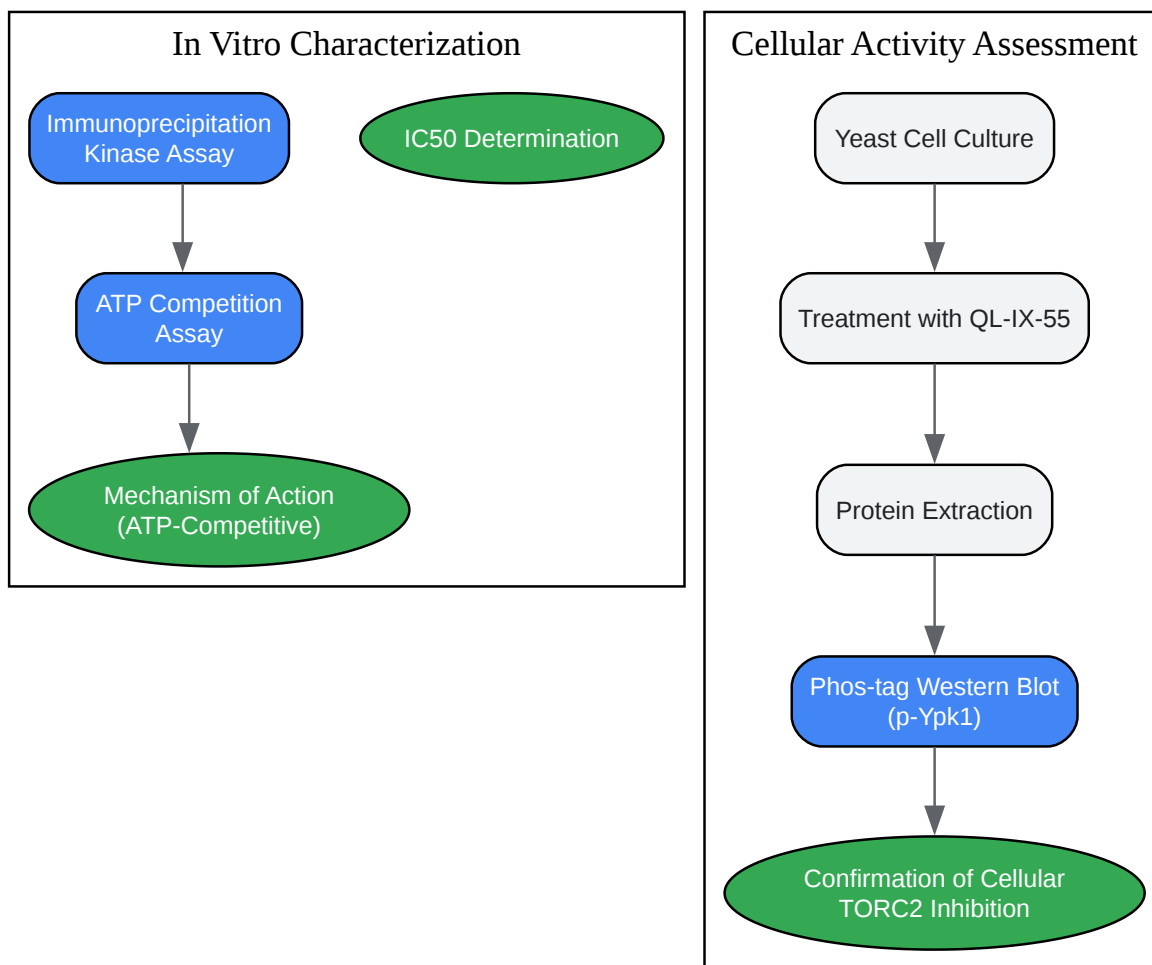 In Vitro Characterization
Immunoprecipitation
Kinase Assay
IC50 Determination
ATP Competition
Assay
Mechanism of Action
(ATP-Competitive)
Cellular Activity Assessment
Yeast Cell Culture
Treatment with QL-IX-55
Protein Extraction
Phos-tag Western Blot
(p-Ypk1)
Confirmation of Cellular
TORC2 Inhibition